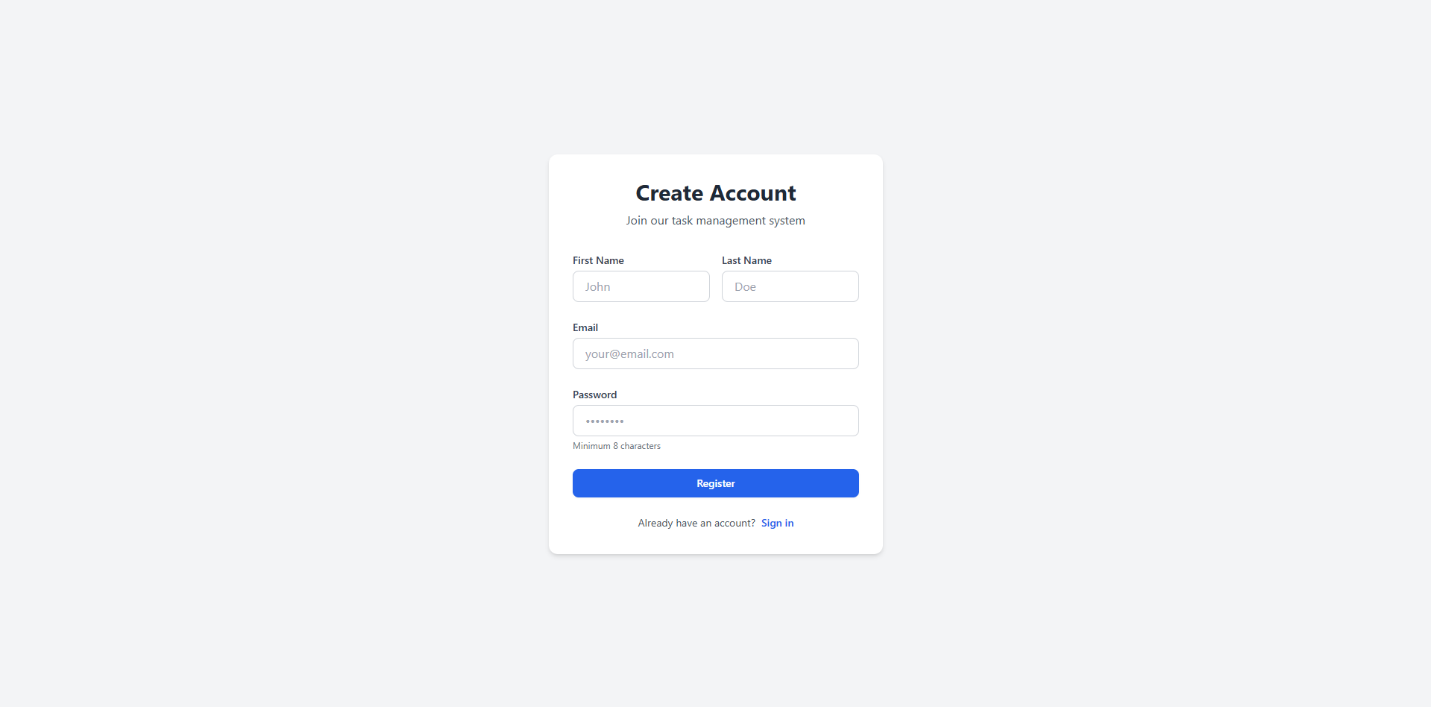 Create Account
Join our task management system
First Name Last Name
John Doe
Email
your@email.com
Password
••••••••
Minimum 8 characters
Register
Already have an account? Sign in